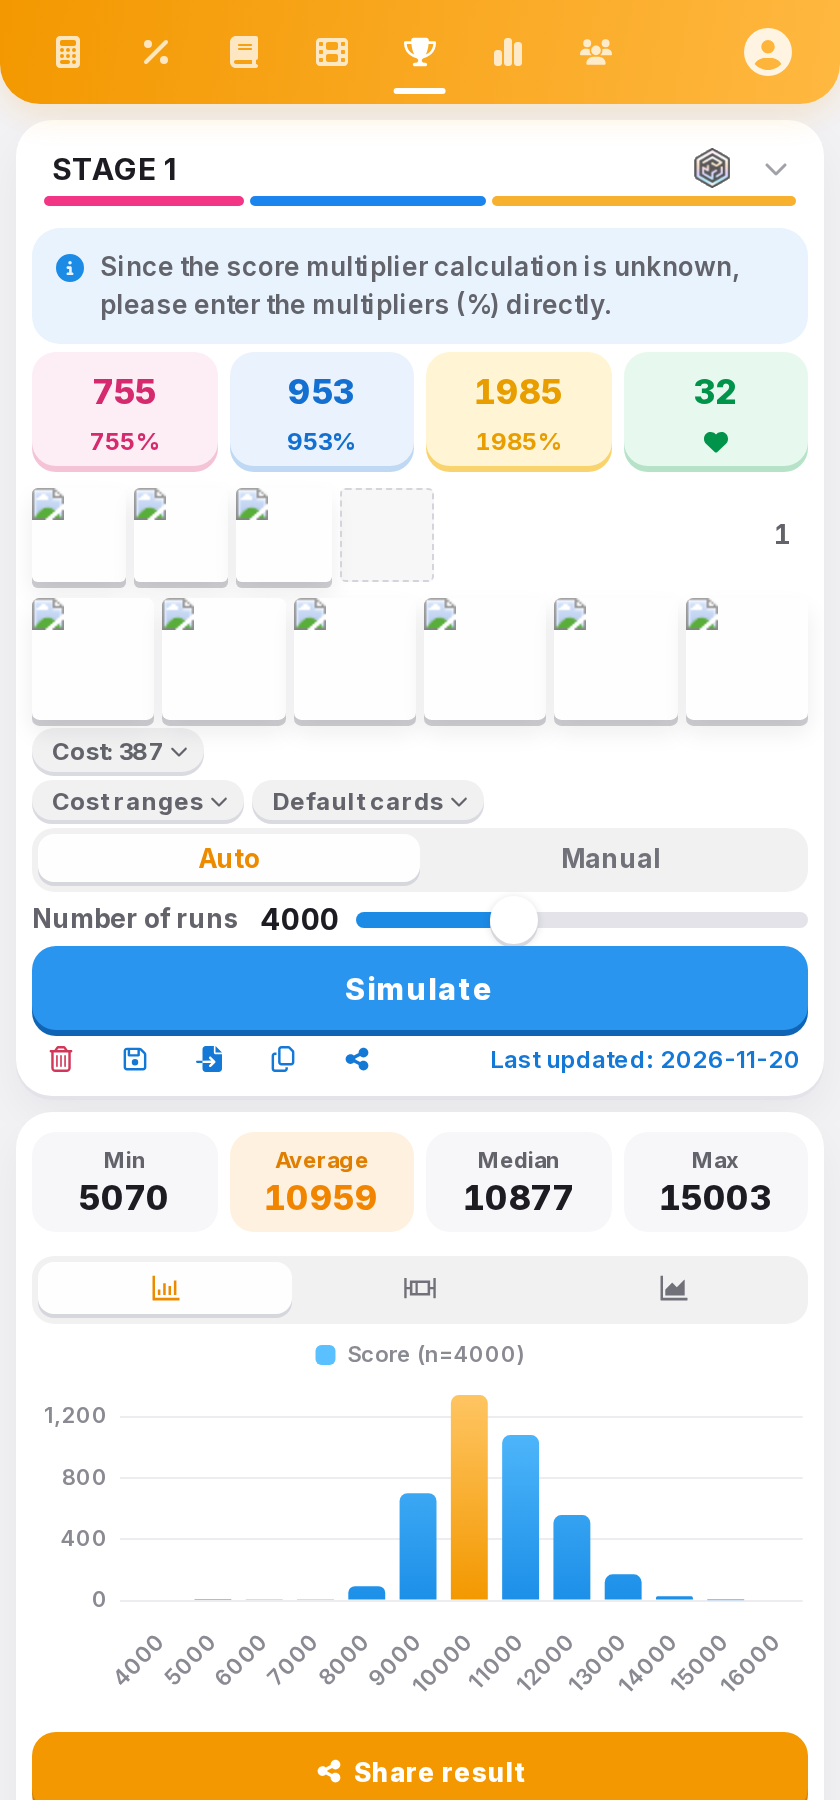 STAGE 1
Since the score multiplier calculation is unknown,
please enter the multipliers (%) directly.
755 953 1985 32
755% 953% 1985%
1
Cost: 387
Cost ranges Default cards
Auto Manual
Number of runs 4000
Simulate
Last updated: 2026-11-20
Min Average Median Max
5070 10959 10877 15003
Score (n=4000)
1,200
800
400
0
4000 5000 6000 7000 8000 9000 10000 11000 12000 13000 14000 15000 16000
Share result